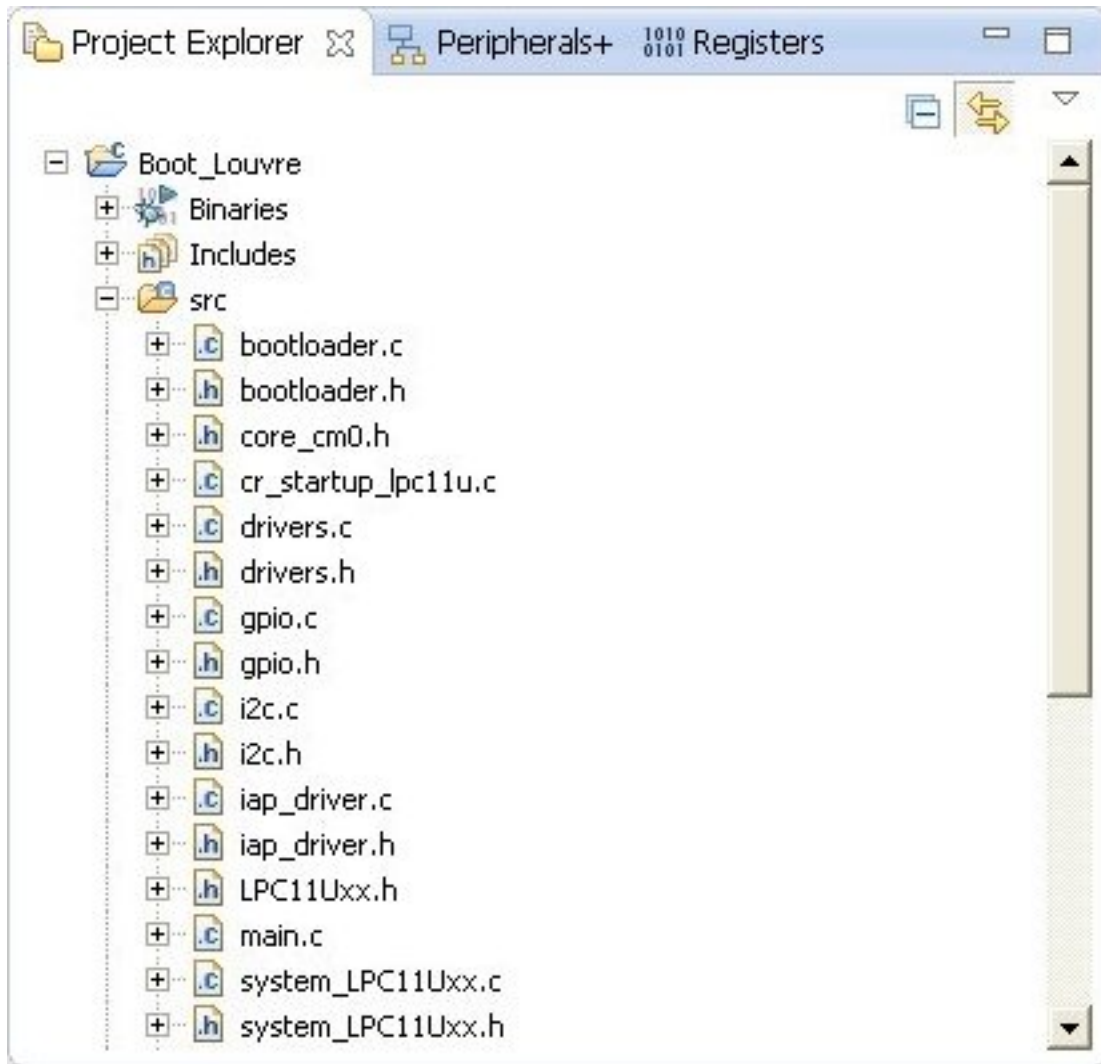 Project Explorer Peripherals+ 1010 0101 Registers
Boot_Louvre
Binaries
Includes
src
.c bootloader.c
.h bootloader.h
.h core_cm0.h
.c cr_startup_lpc11u.c
.c drivers.c
.h drivers.h
.c gpio.c
.h gpio.h
.c i2c.c
.h i2c.h
.c iap_driver.c
.h iap_driver.h
.h LPC11Uxx.h
.c main.c
.c system_LPC11Uxx.c
.h system_LPC11Uxx.h